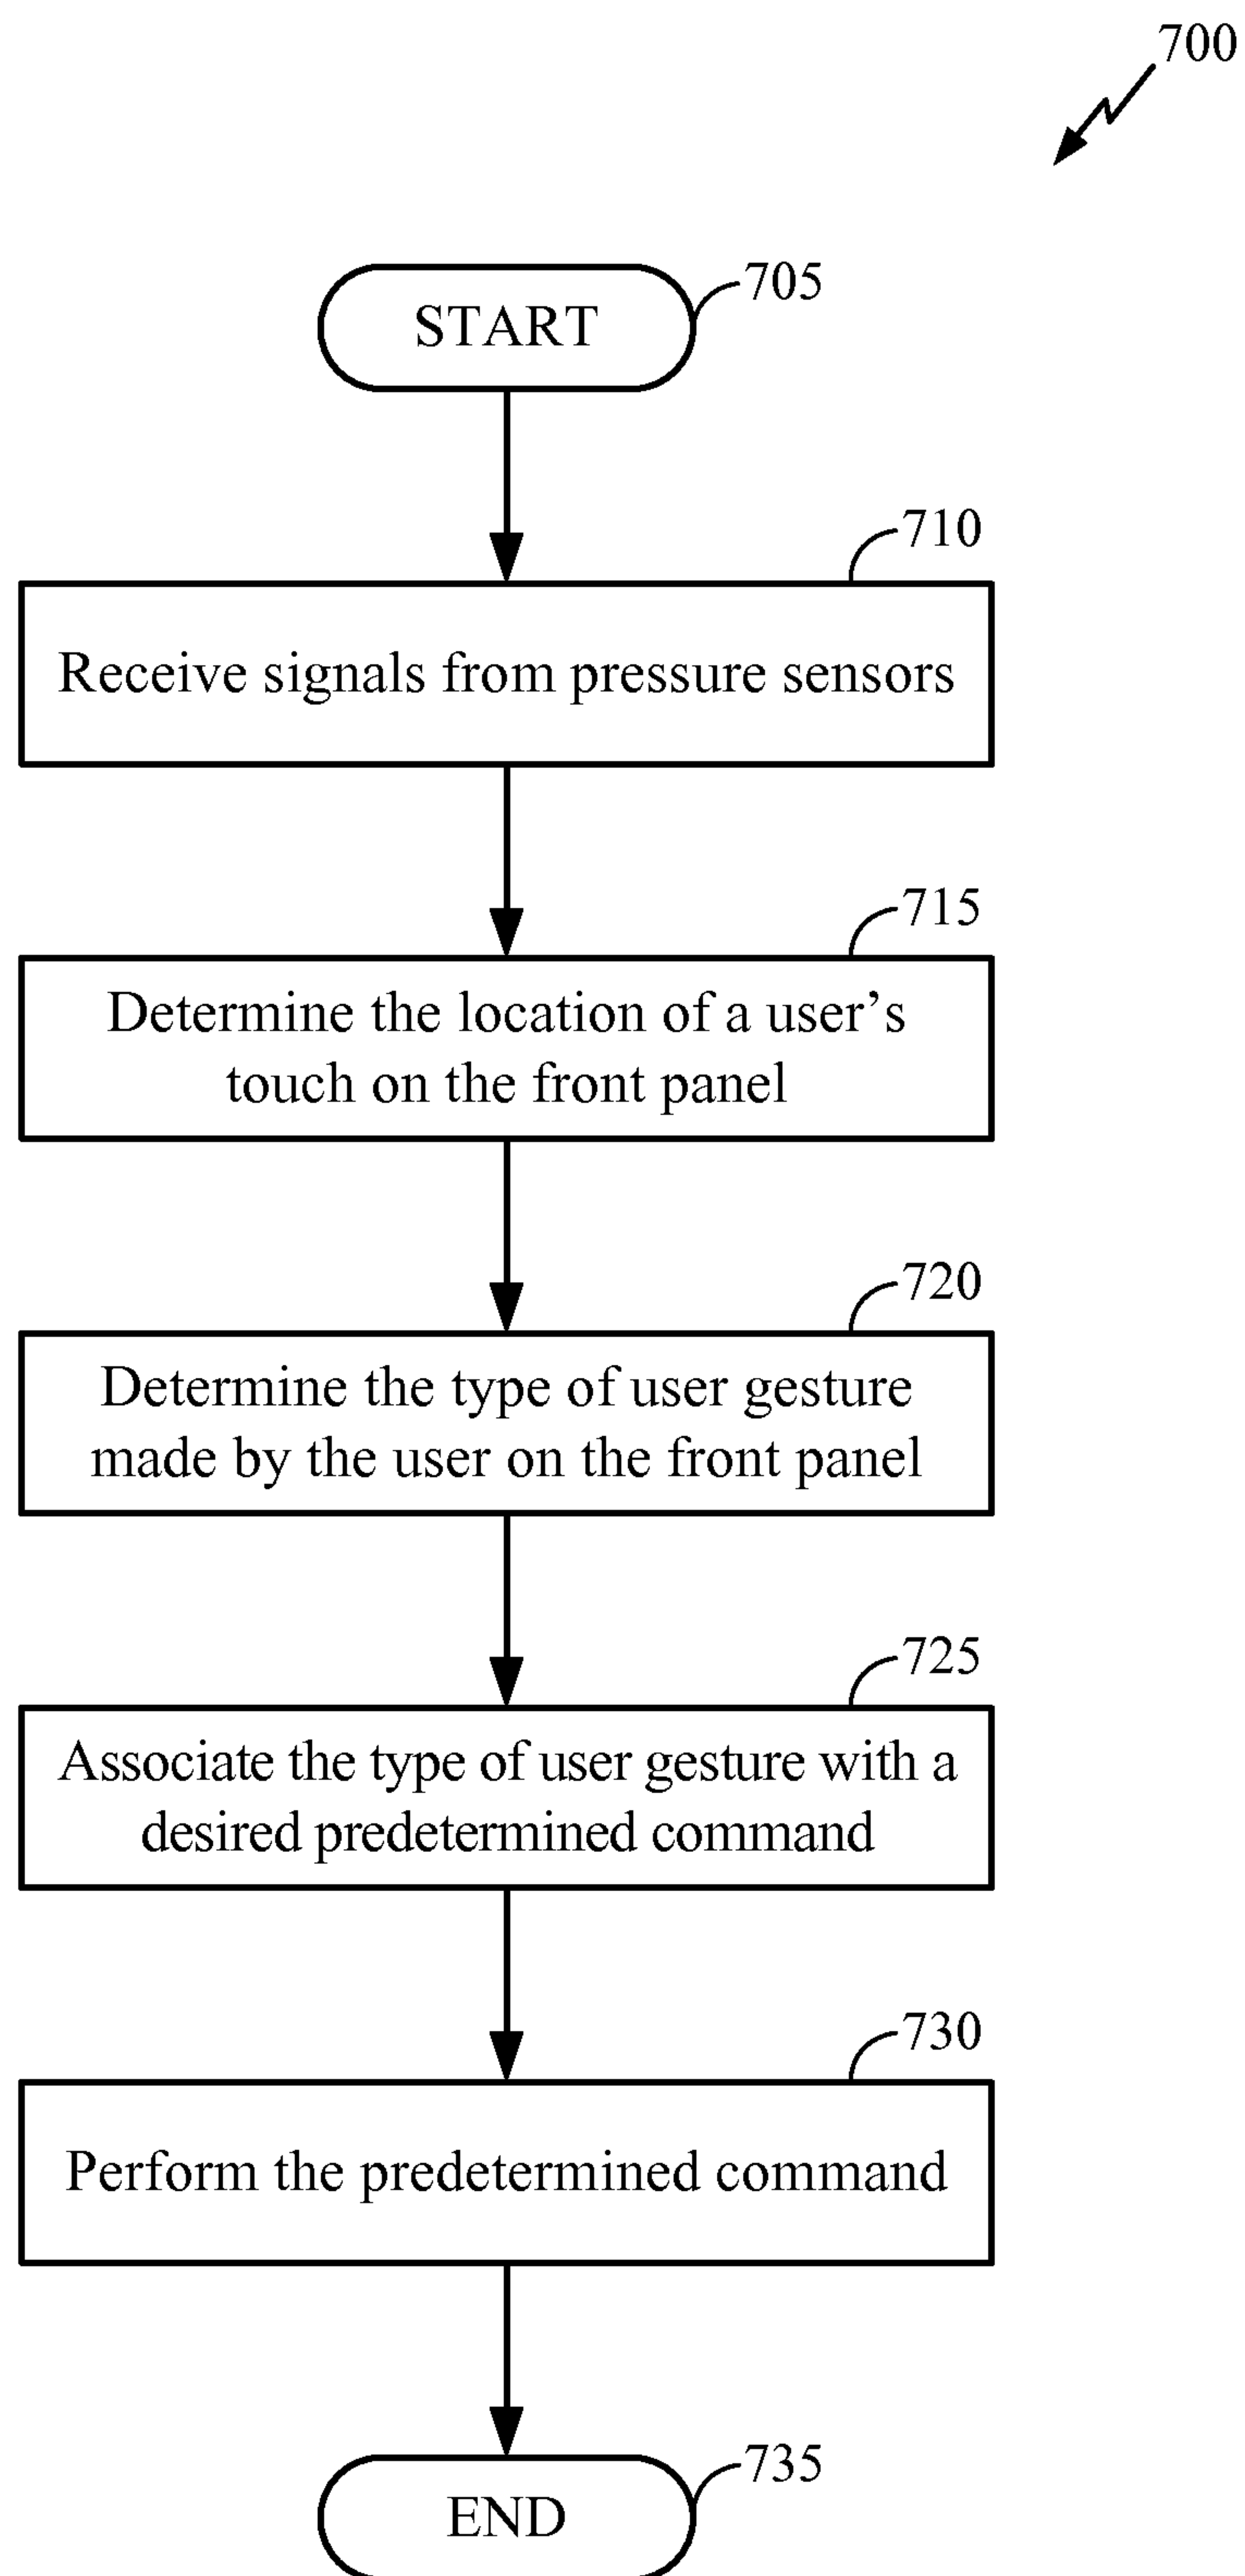 700
START
705
710
Receive signals from pressure sensors
715
Determine the location of a user’s
touch on the front panel
720
Determine the type of user gesture
made by the user on the front panel
725
Associate the type of user gesture with a
desired predetermined command
730
Perform the predetermined command
735
END